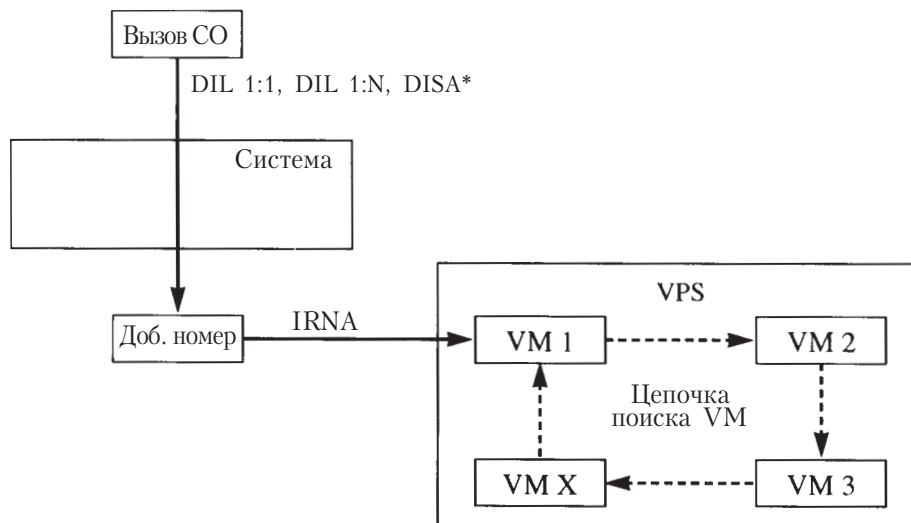 Вызов СО
DIL 1:1, DIL 1:N, DISA*
Система
VPS
Доб. номер
IRNA
VM 1
VM 2
Цепочка
поиска VM
VM X
VM 3